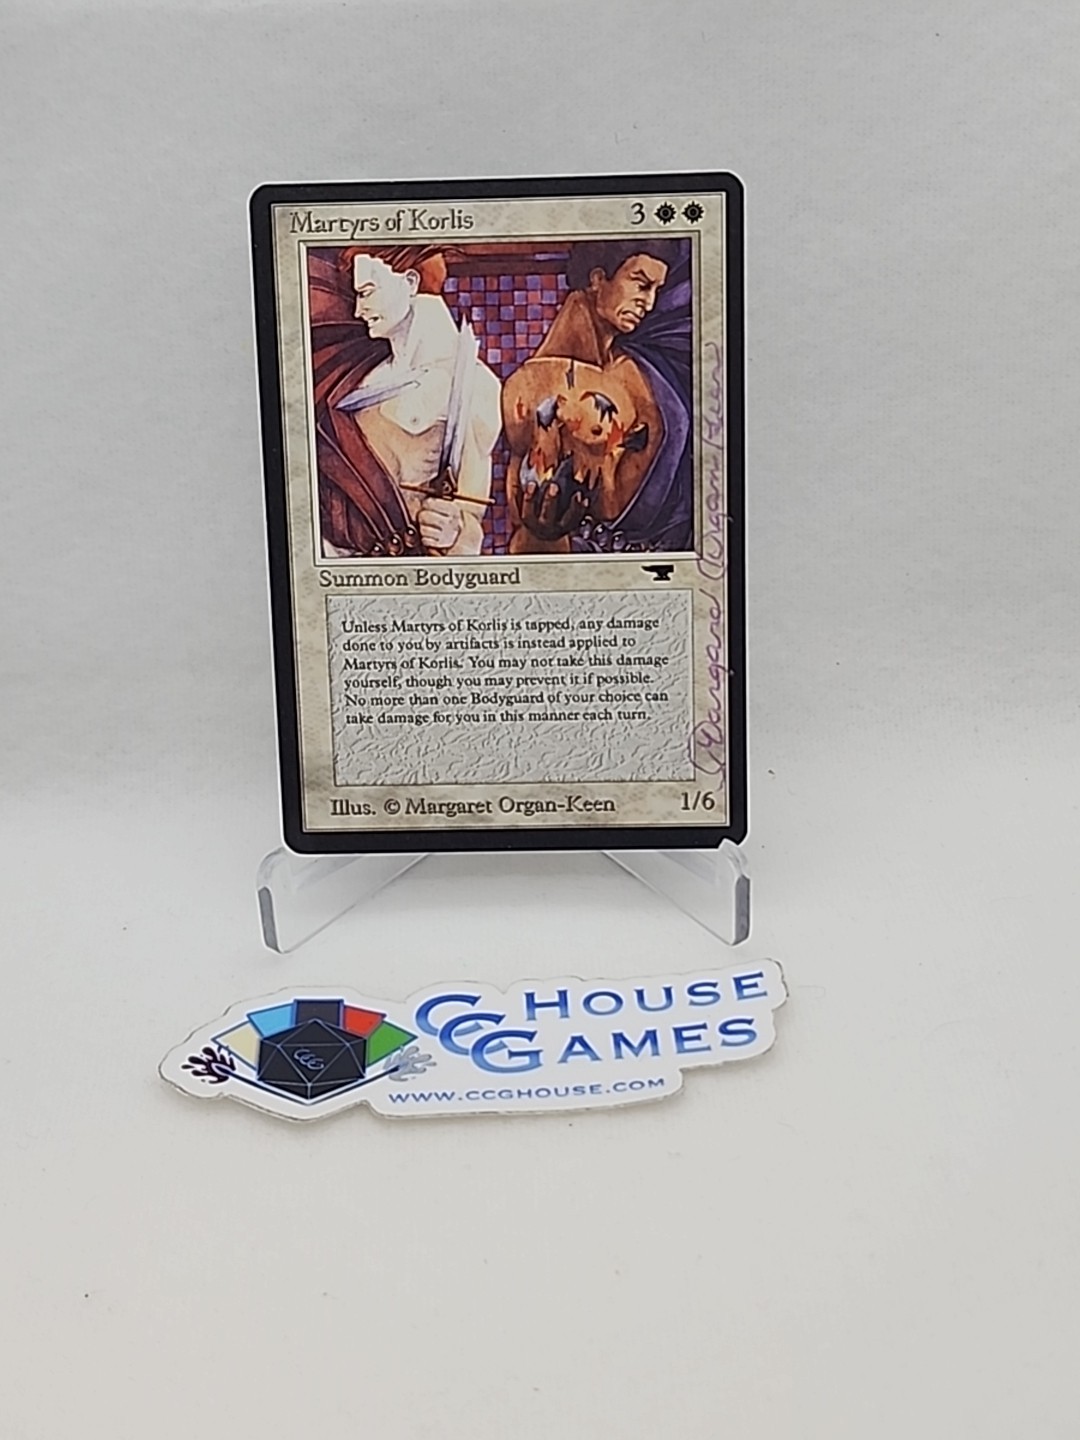 Martyrs of Korlis 3
Summon Bodyguard
Unless Martyrs of Korlis is tapped, any damage
done to you by artifacts is instead applied to
Martyrs of Korlis. You may not take this damage
yourself, though you may prevent it if possible.
No more than one Bodyguard of your choice can
take damage for you in this manner each turn.
Illus. © Margaret Organ-Keen 1/6
Margaret Organ-Keen
CCG HOUSE
GAMES
WWW.CCGHOUSE.COM